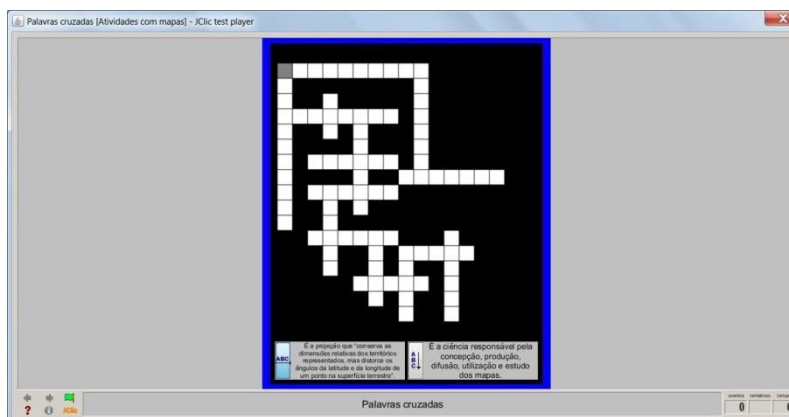 Palavras cruzadas [Atividades com mapas] - JClic test player
ABC
É a projeção que "conserva as
dimensões relativas dos territórios
representados, mas distorce os
ângulos da latitude e da longitude de
um ponto na superfície terrestre".
A
B
C
É a ciência responsável pela
concepção, produção,
difusão, utilização e estudo
dos mapas.
JClic
Palavras cruzadas
0